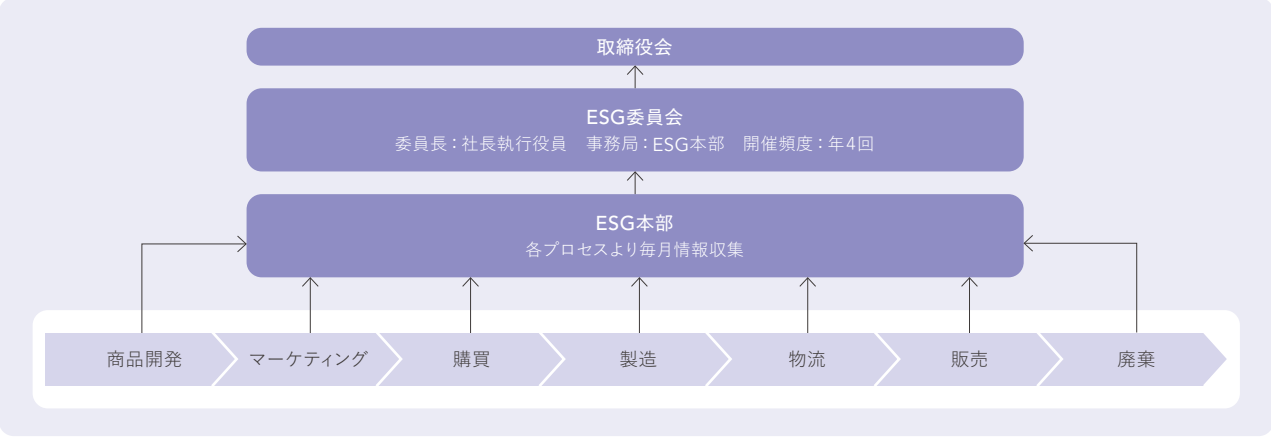 取締役会
ESG委員会
委員長：社長執行役員　事務局：ESG本部　開催頻度：年4回
ESG本部
各プロセスより毎月情報収集
商品開発
マーケティング
購買
製造
物流
販売
廃棄